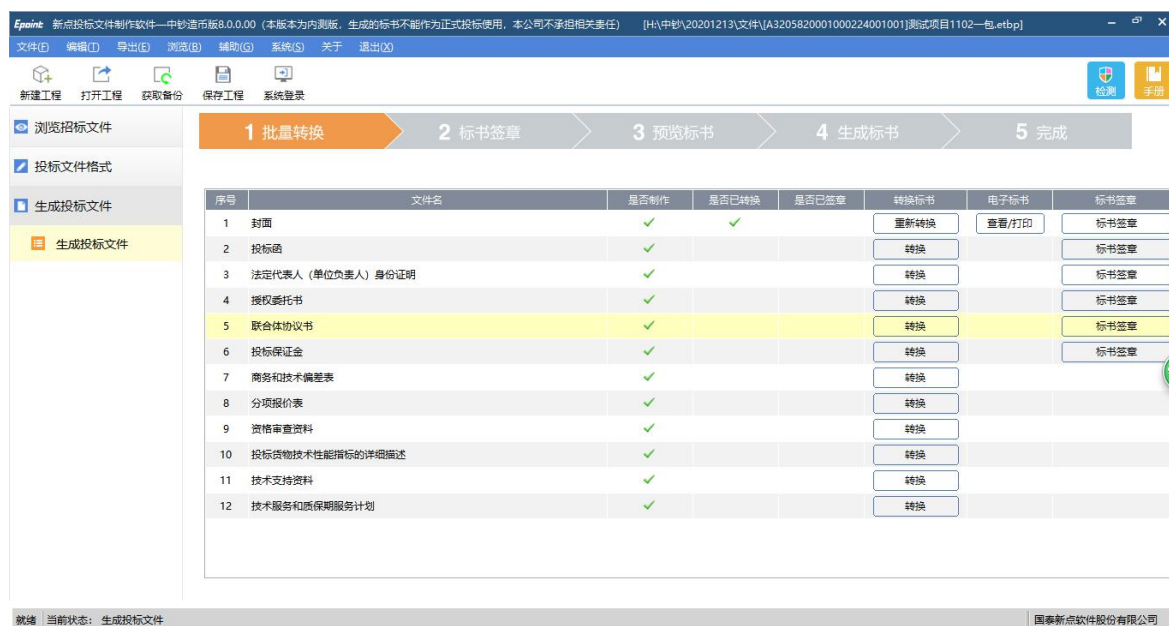 Epoint 新点投标文件制作软件—中钞造币版8.0.0.00（本版本为内测版，生成的标书不能作为正式投标使用，本公司不承担相关责任） [H:\中钞\20201213\文件\[A3205820001000224001001]测试项目1102一包.etbp]
文件(F) 编辑(T) 导出(E) 浏览(B) 辅助(G) 系统(S) 关于 退出(X)
新建工程 打开工程 获取备份 保存工程 系统登录 检测 手册
浏览招标文件
投标文件格式
生成投标文件
生成投标文件
1 批量转换 2 标书签章 3 预览标书 4 生成标书 5 完成
序号 文件名 是否制作 是否已转换 是否已签章 转换标书 电子标书 标书签章
1 封面 重新转换 查看/打印 标书签章
2 投标函 转换 标书签章
3 法定代表人（单位负责人）身份证明 转换 标书签章
4 授权委托书 转换 标书签章
5 联合体协议书 转换 标书签章
6 投标保证金 转换 标书签章
7 商务和技术偏差表 转换
8 分项报价表 转换
9 资格审查资料 转换
10 投标货物技术性能指标的详细描述 转换
11 技术支持资料 转换
12 技术服务和质保期服务计划 转换
就绪 当前状态： 生成投标文件 国泰新点软件股份有限公司